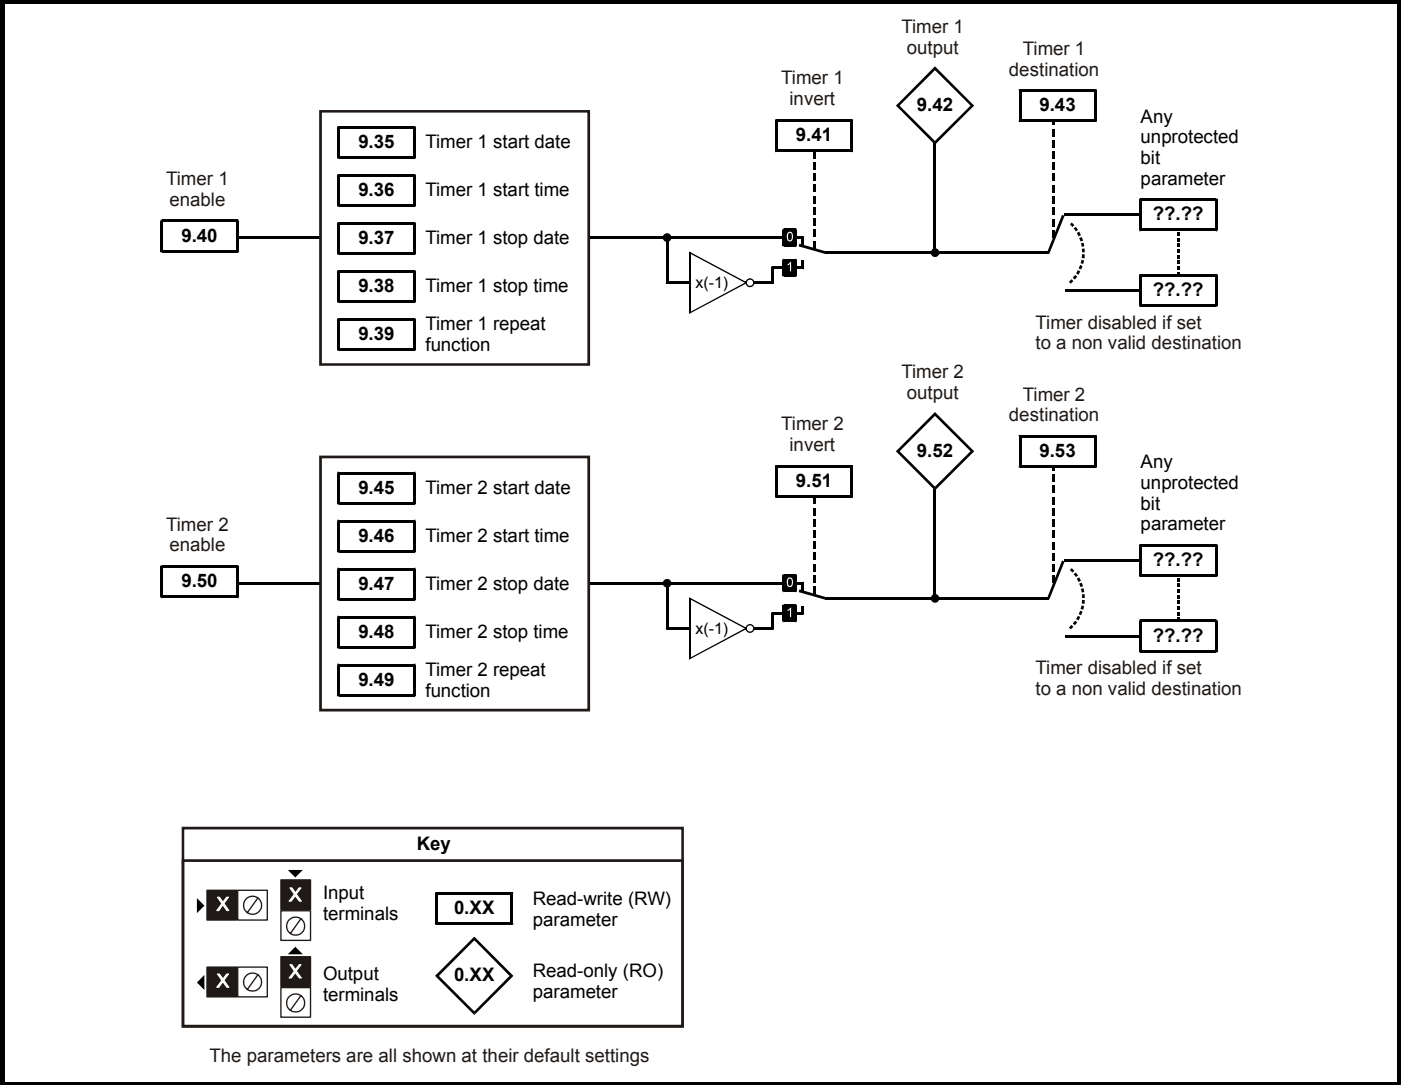 Timer 1
enable
9.40
9.35 Timer 1 start date
9.36 Timer 1 start time
9.37 Timer 1 stop date
9.38 Timer 1 stop time
9.39 Timer 1 repeat
function
x(-1)
0
1
Timer 1
invert
9.41
Timer 1
output
9.42
Timer 1
destination
9.43
Any
unprotected
bit
parameter
??.??
??.??
Timer disabled if set
to a non valid destination
Timer 2
enable
9.50
9.45 Timer 2 start date
9.46 Timer 2 start time
9.47 Timer 2 stop date
9.48 Timer 2 stop time
9.49 Timer 2 repeat
function
x(-1)
0
1
Timer 2
invert
9.51
Timer 2
output
9.52
Timer 2
destination
9.53
Any
unprotected
bit
parameter
??.??
??.??
Timer disabled if set
to a non valid destination
Key
X X Input
terminals
0.XX Read-write (RW)
parameter
X X Output
terminals
0.XX Read-only (RO)
parameter
The parameters are all shown at their default settings